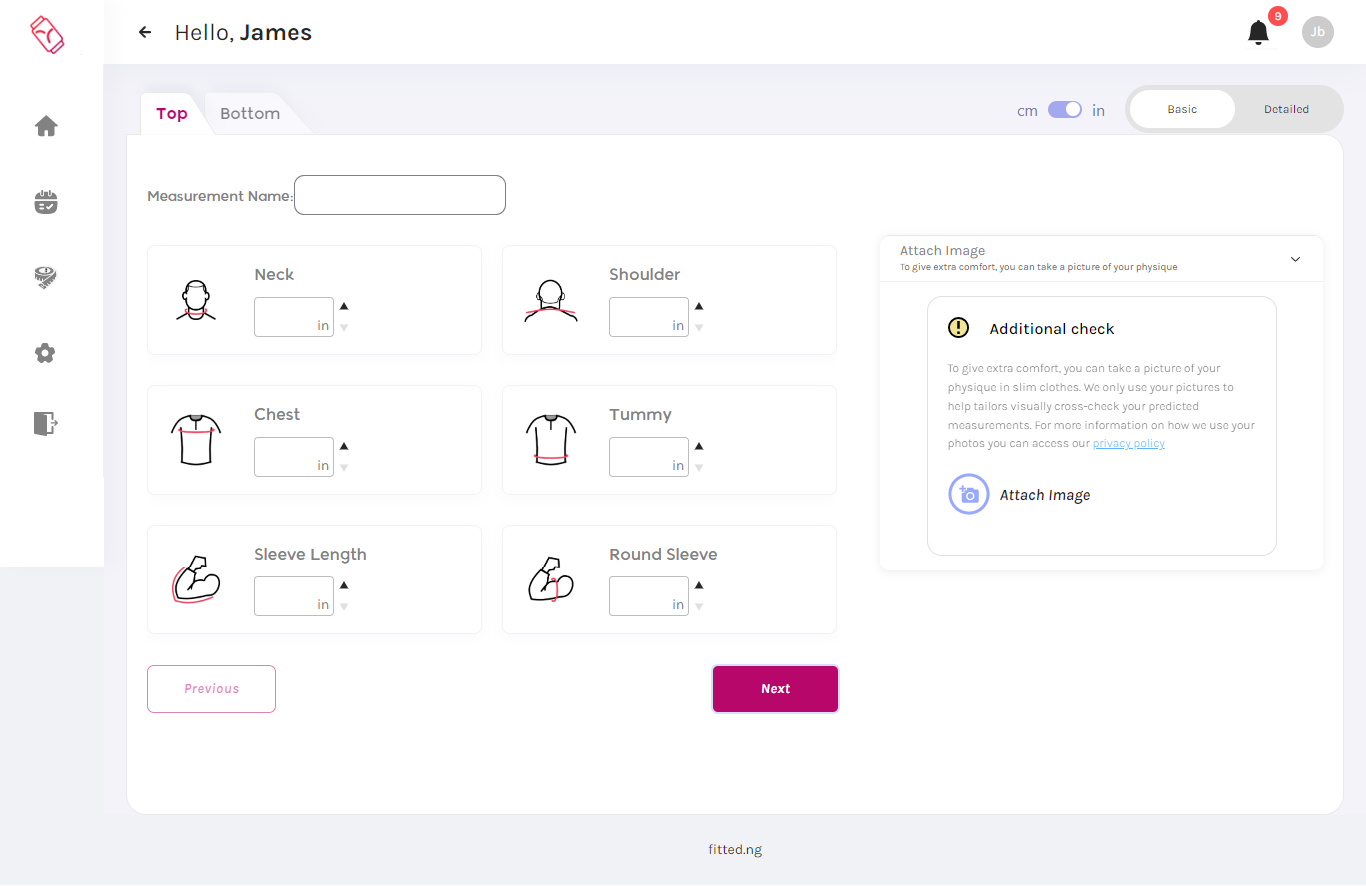 Hello, James
9
Jb
Top
Bottom
cm
in
Basic
Detailed
Measurement Name:
Neck
in
Shoulder
in
Attach Image
To give extra comfort, you can take a picture of your physique
Additional check
To give extra comfort, you can take a picture of your
physique in slim clothes. We only use your pictures to
help tailors visually cross-check your predicted
measurements. For more information on how we use your
photos you can access our privacy policy
Attach Image
Chest
in
Tummy
in
Sleeve Length
in
Round Sleeve
in
Previous
Next
fitted.ng